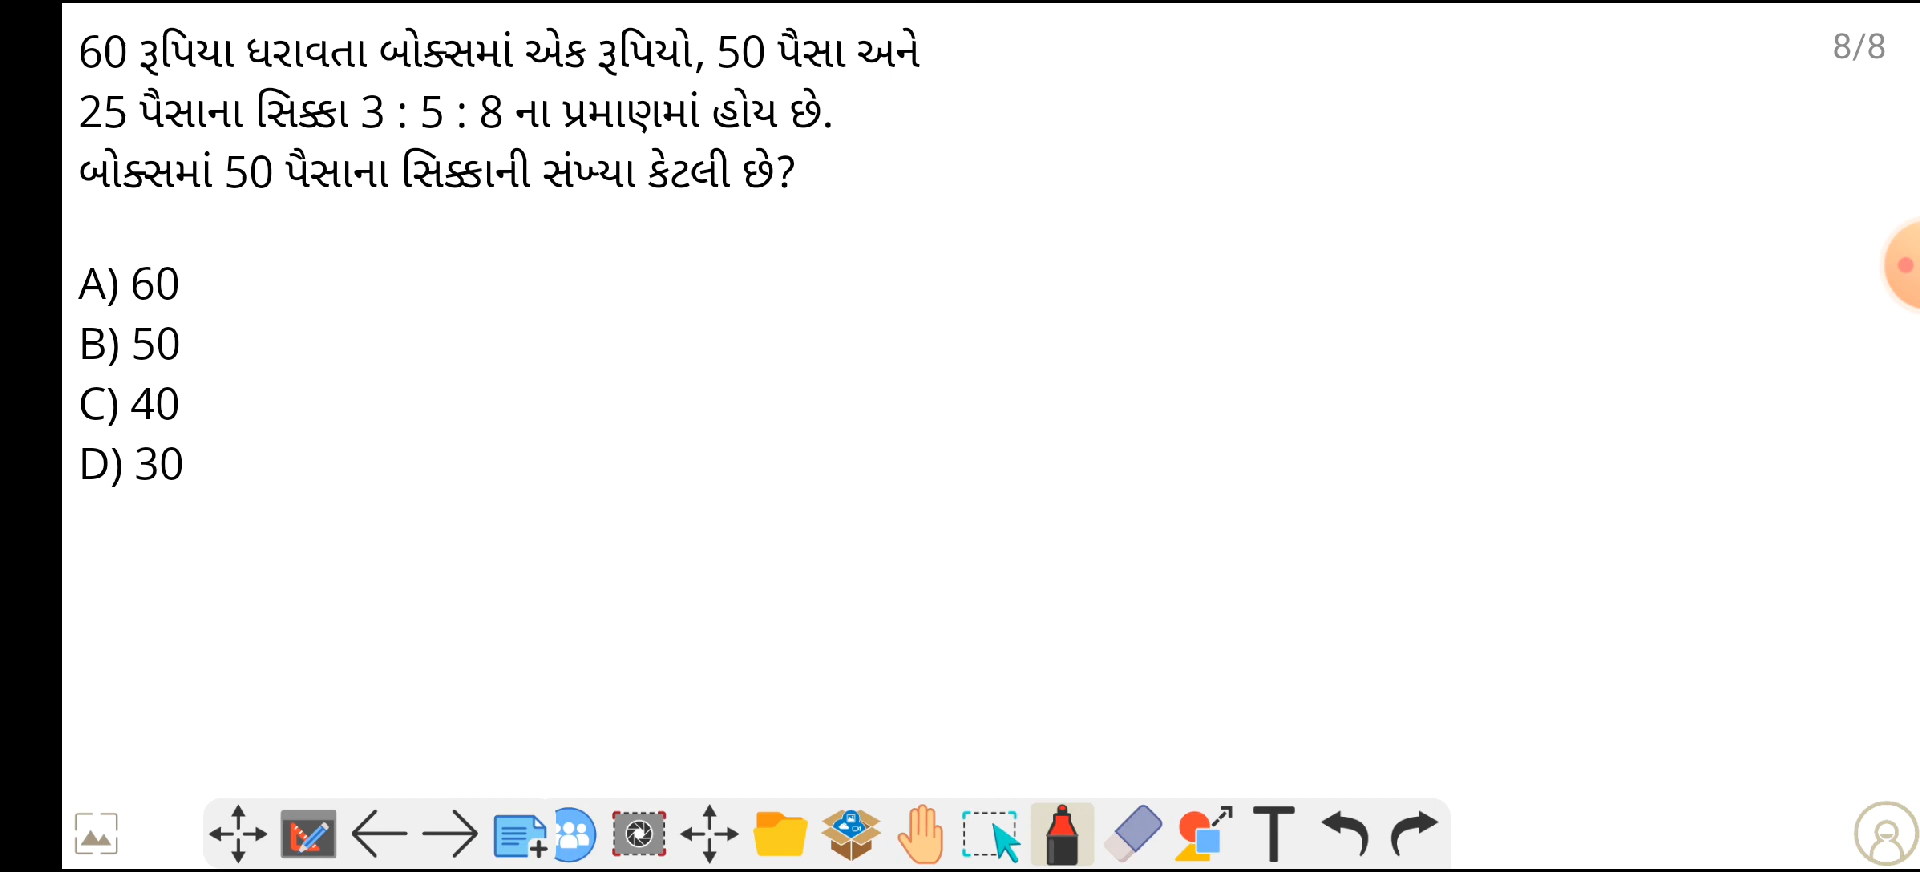 60 રૂપિયા ધરાવતા બોક્સમાં એક રૂપિયો, 50 પૈસા અને
8/8
25 પૈસાના સિક્કા 3 : 5 : 8 ના પ્રમાણમાં હોય છે.
બોક્સમાં 50 પૈસાના સિક્કાની સંખ્યા કેટલી છે?
A) 60
B) 50
C) 40
D) 30
T